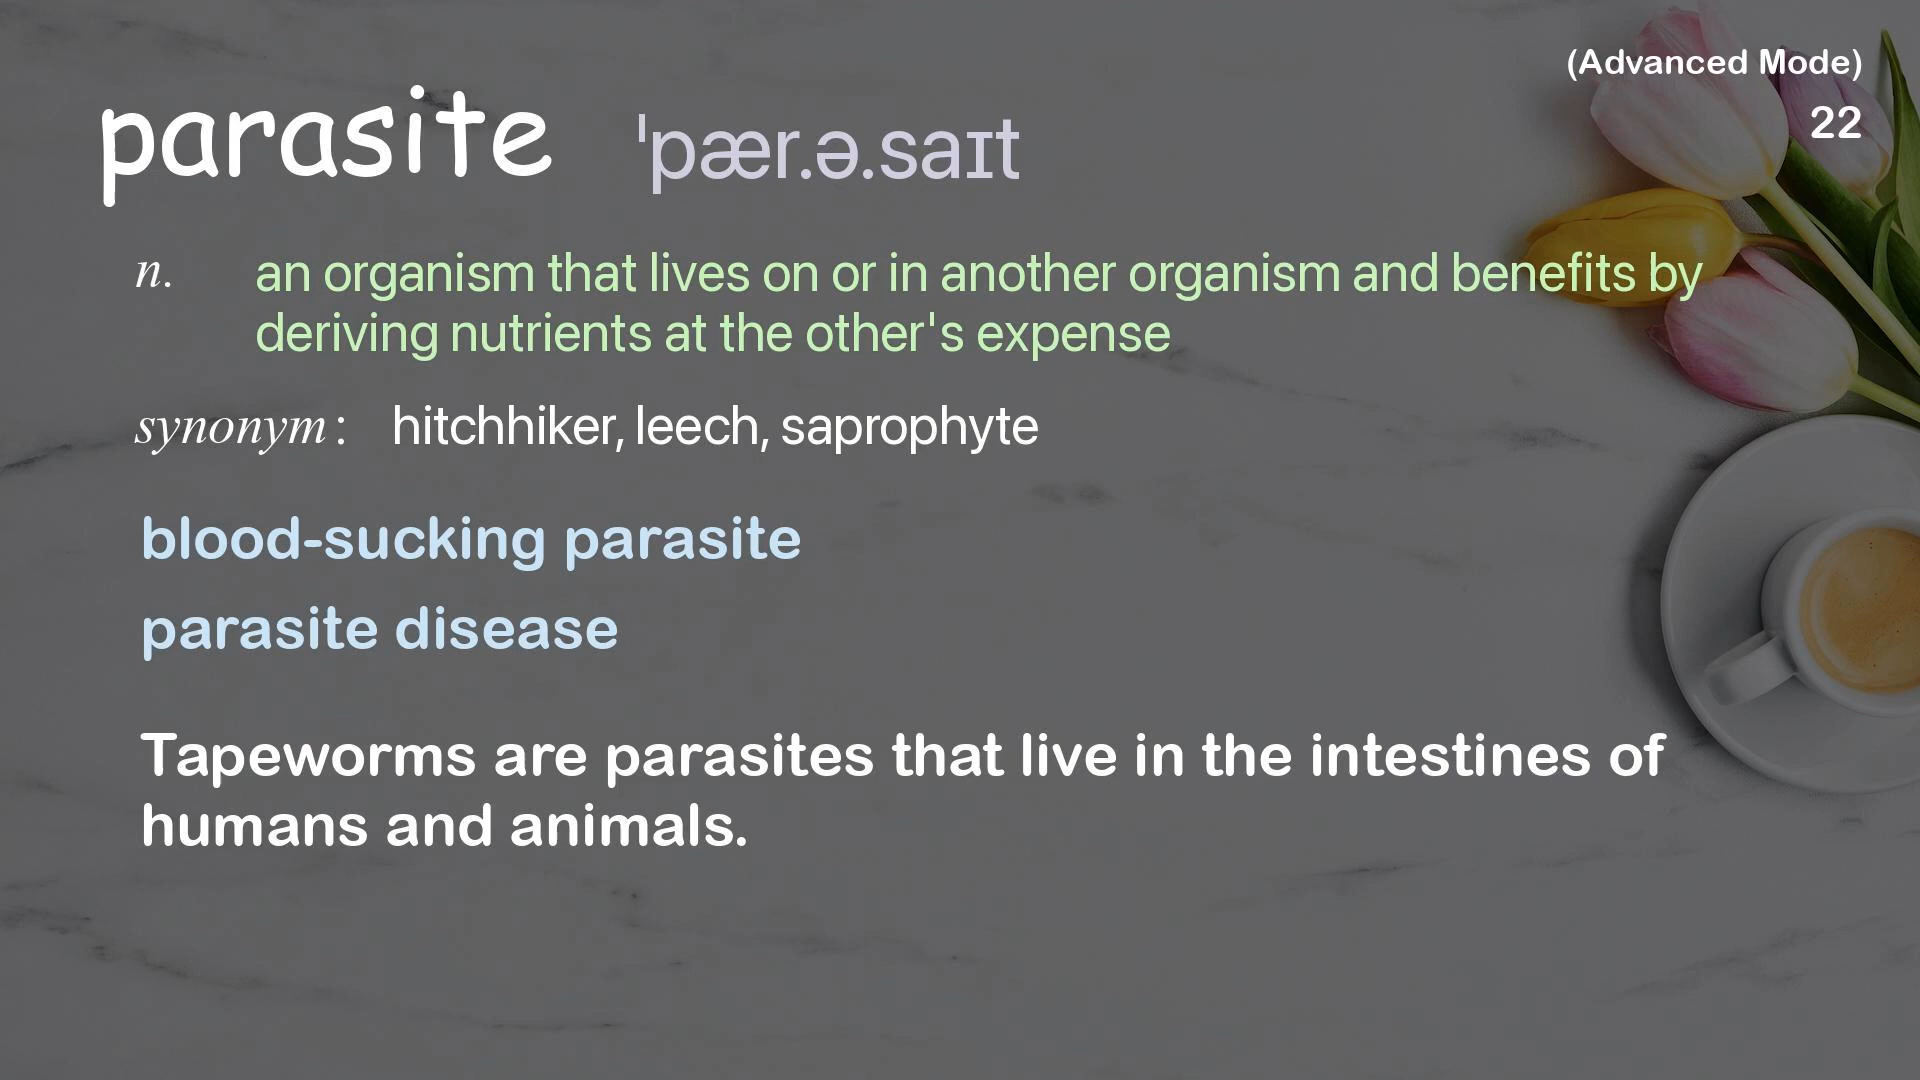 (Advanced Mode)
22
parasite ˈpær.ə.saɪt
n. an organism that lives on or in another organism and benefits by
deriving nutrients at the other's expense
synonym: hitchhiker, leech, saprophyte
blood-sucking parasite
parasite disease
Tapeworms are parasites that live in the intestines of
humans and animals.